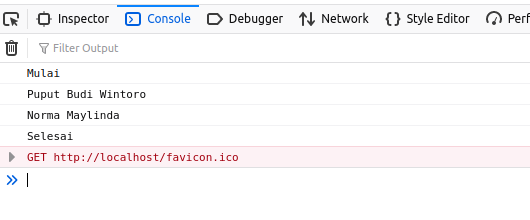 Inspector Console Debugger Network Style Editor Perf
Filter Output
Mulai
Puput Budi Wintoro
Norma Maylinda
Selesai
GET http://localhost/favicon.ico